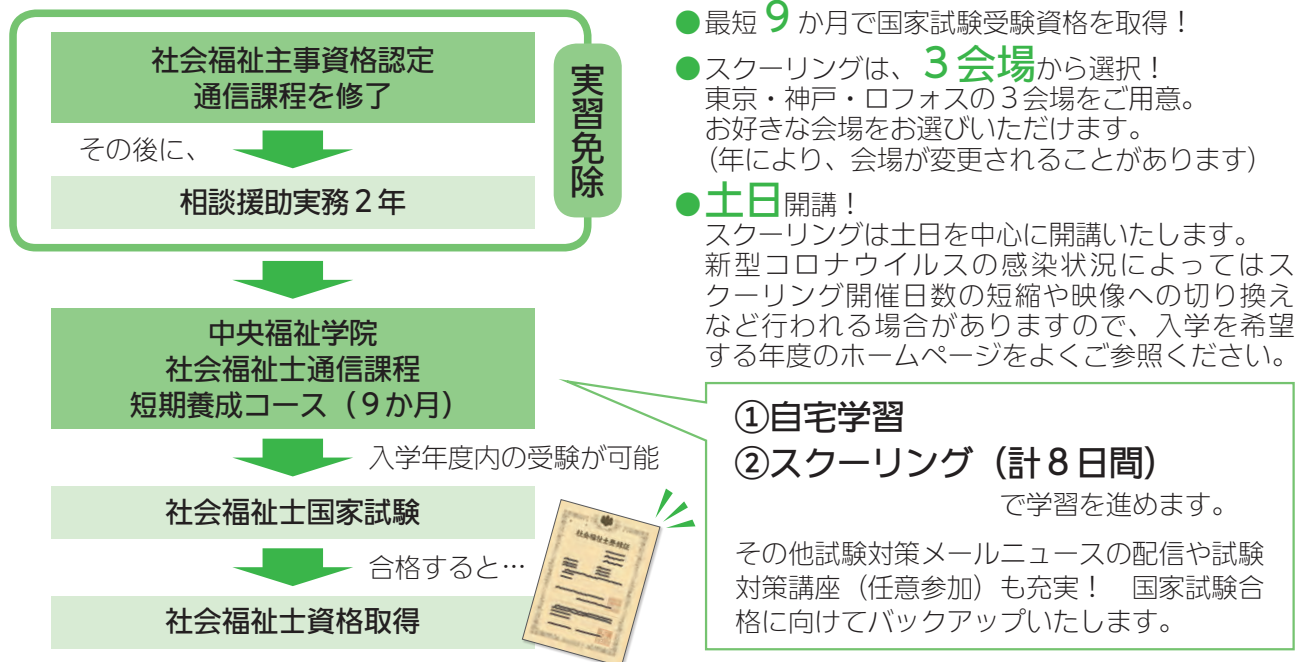 社会福祉主事資格認定
通信課程を修了
その後に、
相談援助実務2年
実習免除
中央福祉学院
社会福祉士通信課程
短期養成コース（9か月）
入学年度内の受験が可能
社会福祉士国家試験
合格すると…
社会福祉士資格取得
●最短9か月で国家試験受験資格を取得！
●スクーリングは、3会場から選択！
東京・神戸・ロフォスの3会場をご用意。
お好きな会場をお選びいただけます。
（年により、会場が変更されることがあります）
●土日開講！
スクーリングは土日を中心に開講いたします。
新型コロナウイルスの感染状況によってはス
クーリング開催日数の短縮や映像への切り換え
など行われる場合がありますので、入学を希望
する年度のホームページをよくご参照ください。
①自宅学習
②スクーリング（計8日間）
で学習を進めます。
その他試験対策メールニュースの配信や試験
対策講座（任意参加）も充実！　国家試験合
格に向けてバックアップいたします。